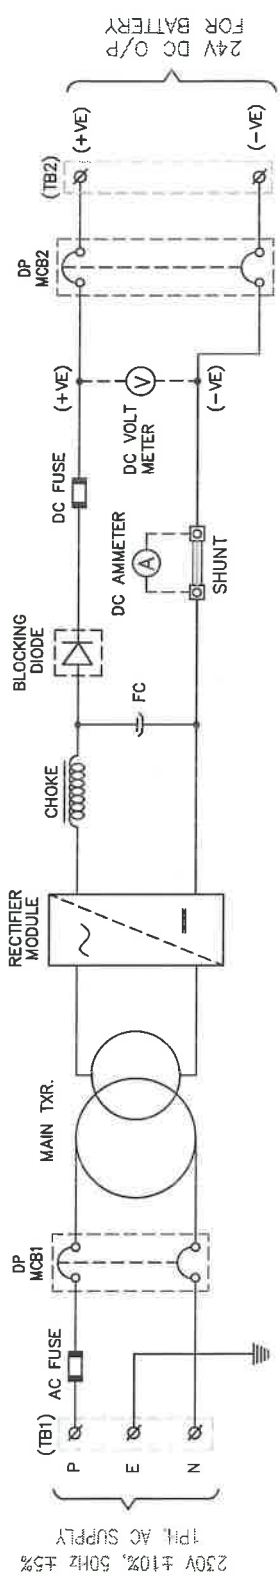 230V ±10%, 50Hz ±5%
1PH. AC SUPPLY
(TB1)
P
E
N
AC FUSE
DP
MCB1
MAIN TXR.
RECTIFIER
MODULE
CHOKE
FC
BLOCKING
DIODE
DC AMMETER
A
SHUNT
DC FUSE
(+VE)
V
DC VOLT
METER
(-VE)
DP
MCB2
(TB2)
(+VE)
(-VE)
24V DC O/P
FOR BATTERY